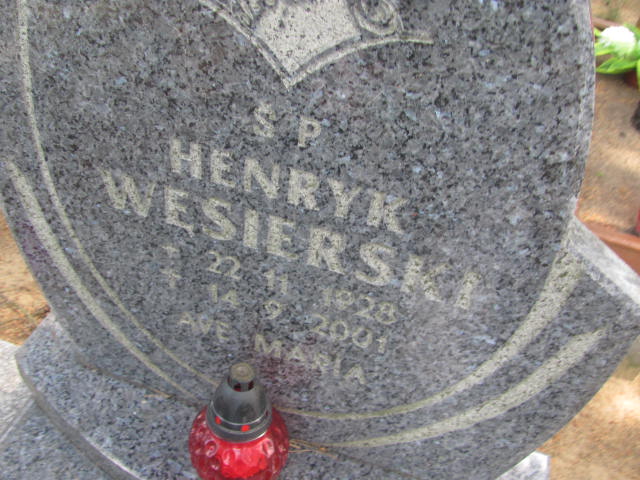 Ś P
HENRYK
WESIERSKI
* 22 11 1928
† 14 9 2001
AVE MARIA